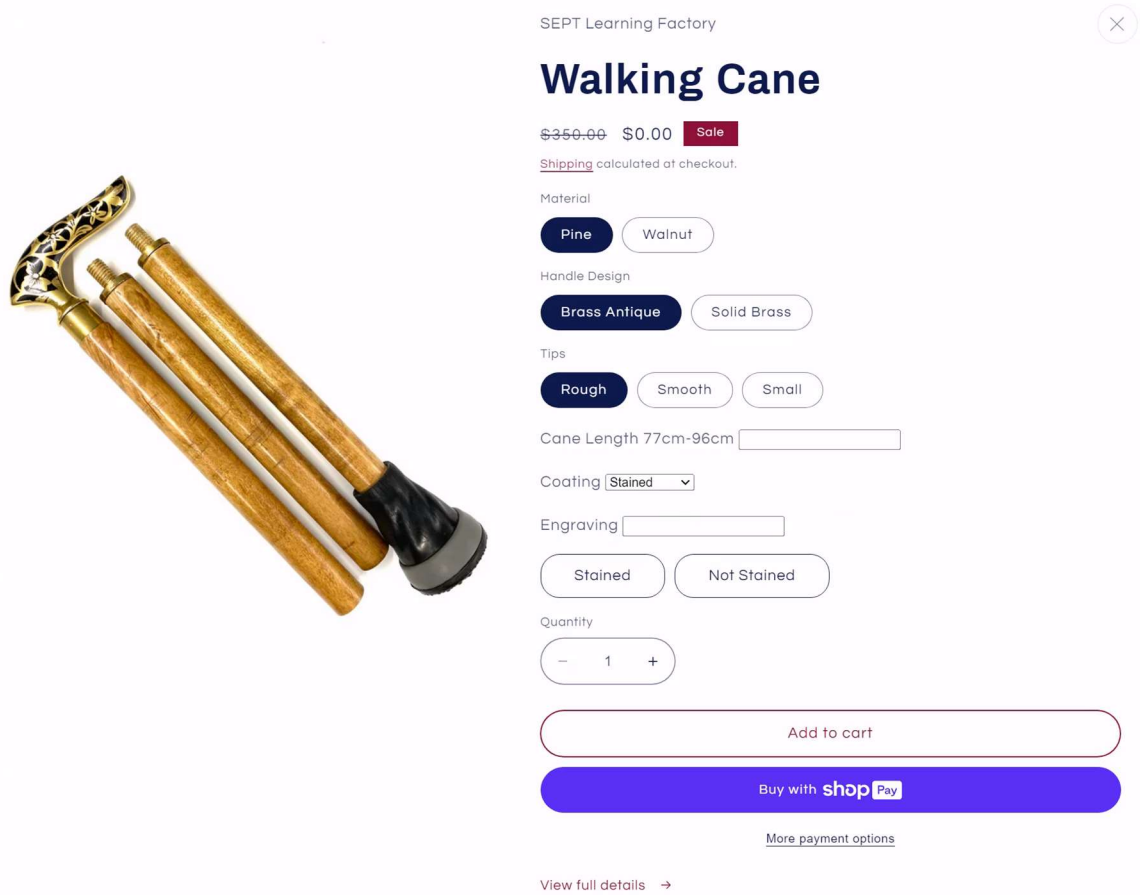 SEPT Learning Factory
Walking Cane
$350.00 $0.00 Sale
Shipping calculated at checkout.
Material
Pine Walnut
Handle Design
Brass Antique Solid Brass
Tips
Rough Smooth Small
Cane Length 77cm-96cm
Coating Stained
Engraving
Stained Not Stained
Quantity
− 1 +
Add to cart
Buy with shop Pay
More payment options
View full details →